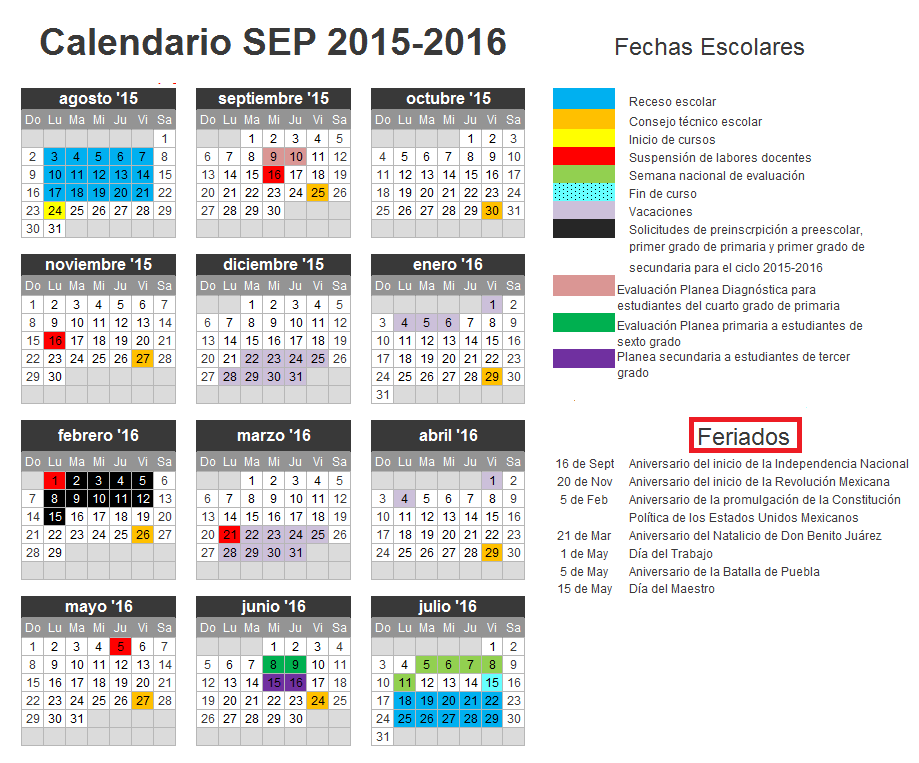 Calendario SEP 2015-2016
agosto '15
Do Lu Ma Mi Ju Vi Sa
1
2 3 4 5 6 7 8
9 10 11 12 13 14 15
16 17 18 19 20 21 22
23 24 25 26 27 28 29
30 31
septiembre '15
Do Lu Ma Mi Ju Vi Sa
1 2 3 4 5
6 7 8 9 10 11 12
13 14 15 16 17 18 19
20 21 22 23 24 25 26
27 28 29 30
octubre '15
Do Lu Ma Mi Ju Vi Sa
1 2 3
4 5 6 7 8 9 10
11 12 13 14 15 16 17
18 19 20 21 22 23 24
25 26 27 28 29 30 31
noviembre '15
Do Lu Ma Mi Ju Vi Sa
1 2 3 4 5 6 7
8 9 10 11 12 13 14
15 16 17 18 19 20 21
22 23 24 25 26 27 28
29 30
diciembre '15
Do Lu Ma Mi Ju Vi Sa
1 2 3 4 5
6 7 8 9 10 11 12
13 14 15 16 17 18 19
20 21 22 23 24 25 26
27 28 29 30 31
enero '16
Do Lu Ma Mi Ju Vi Sa
1 2
3 4 5 6 7 8 9
10 11 12 13 14 15 16
17 18 19 20 21 22 23
24 25 26 27 28 29 30
31
febrero '16
Do Lu Ma Mi Ju Vi Sa
1 2 3 4 5 6
7 8 9 10 11 12 13
14 15 16 17 18 19 20
21 22 23 24 25 26 27
28 29
marzo '16
Do Lu Ma Mi Ju Vi Sa
1 2 3 4 5
6 7 8 9 10 11 12
13 14 15 16 17 18 19
20 21 22 23 24 25 26
27 28 29 30 31
abril '16
Do Lu Ma Mi Ju Vi Sa
1 2
3 4 5 6 7 8 9
10 11 12 13 14 15 16
17 18 19 20 21 22 23
24 25 26 27 28 29 30
mayo '16
Do Lu Ma Mi Ju Vi Sa
1 2 3 4 5 6 7
8 9 10 11 12 13 14
15 16 17 18 19 20 21
22 23 24 25 26 27 28
29 30 31
junio '16
Do Lu Ma Mi Ju Vi Sa
1 2 3 4
5 6 7 8 9 10 11
12 13 14 15 16 17 18
19 20 21 22 23 24 25
26 27 28 29 30
julio '16
Do Lu Ma Mi Ju Vi Sa
1 2
3 4 5 6 7 8 9
10 11 12 13 14 15 16
17 18 19 20 21 22 23
24 25 26 27 28 29 30
31
Fechas Escolares
Receso escolar
Consejo técnico escolar
Inicio de cursos
Suspensión de labores docentes
Semana nacional de evaluación
Fin de curso
Vacaciones
Solicitudes de preinscrpición a preescolar,
primer grado de primaria y primer grado de
secundaria para el ciclo 2015-2016
Evaluación Planea Diagnóstica para
estudiantes del cuarto grado de primaria
Evaluación Planea primaria a estudiantes de
sexto grado
Planea secundaria a estudiantes de tercer
grado
Feriados
16 de Sept Aniversario del inicio de la Independencia Nacional
20 de Nov Aniversario del inicio de la Revolución Mexicana
5 de Feb Aniversario de la promulgación de la Constitución
Política de los Estados Unidos Mexicanos
21 de Mar Aniversario del Natalicio de Don Benito Juárez
1 de May Día del Trabajo
5 de May Aniversario de la Batalla de Puebla
15 de May Día del Maestro